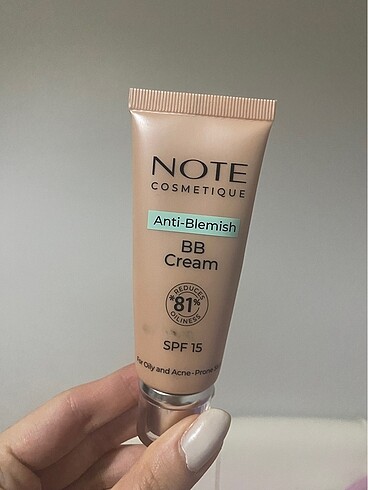 NOTE
COSMETIQUE
Anti-Blemish
BB
Cream
REDUCES
*81%
OILINESS
SPF 15
For Oily and Acne-Prone